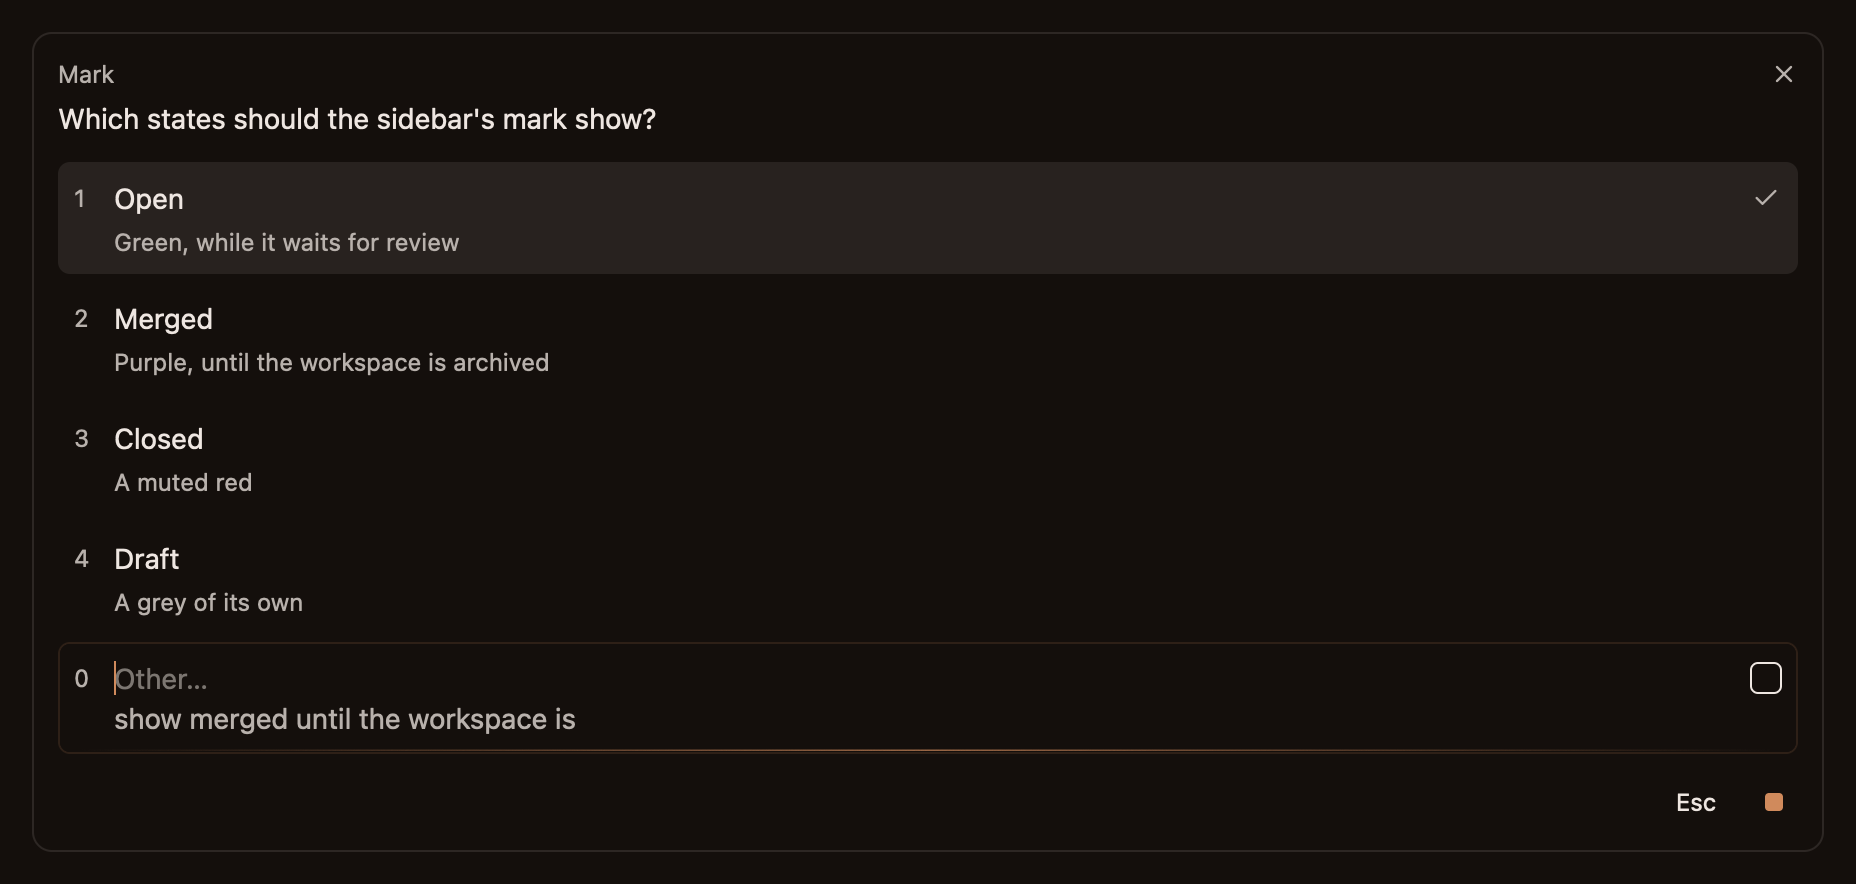 Mark
Which states should the sidebar's mark show?
1 Open
Green, while it waits for review
2 Merged
Purple, until the workspace is archived
3 Closed
A muted red
4 Draft
A grey of its own
0 Other...
show merged until the workspace is
Esc